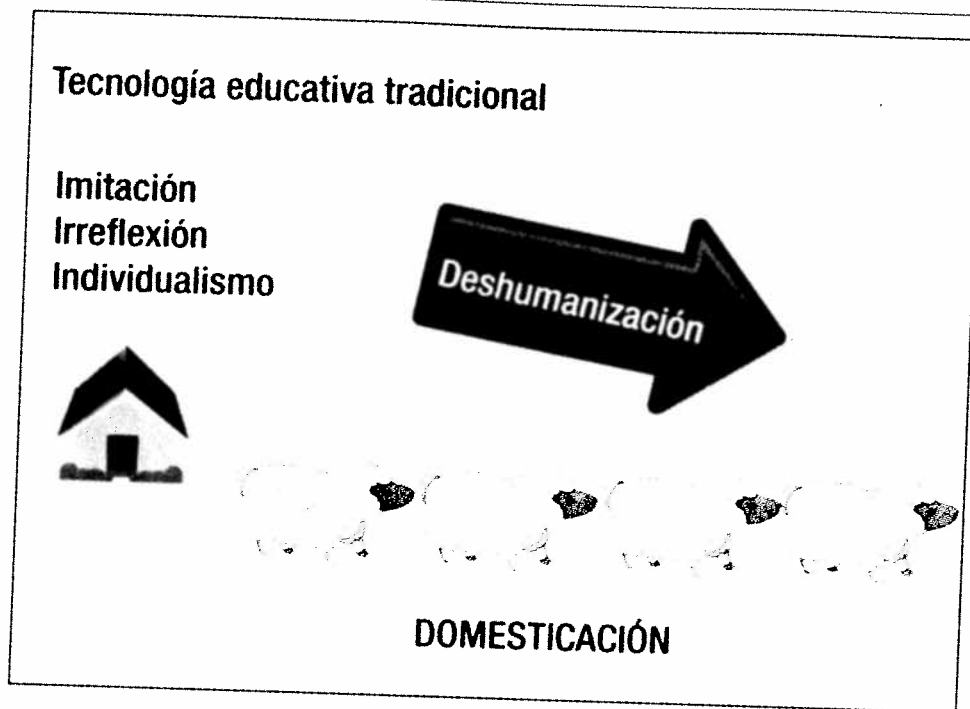 Tecnología educativa tradicional
Imitación
Irreflexión
Individualismo
Deshumanización
DOMESTICACIÓN